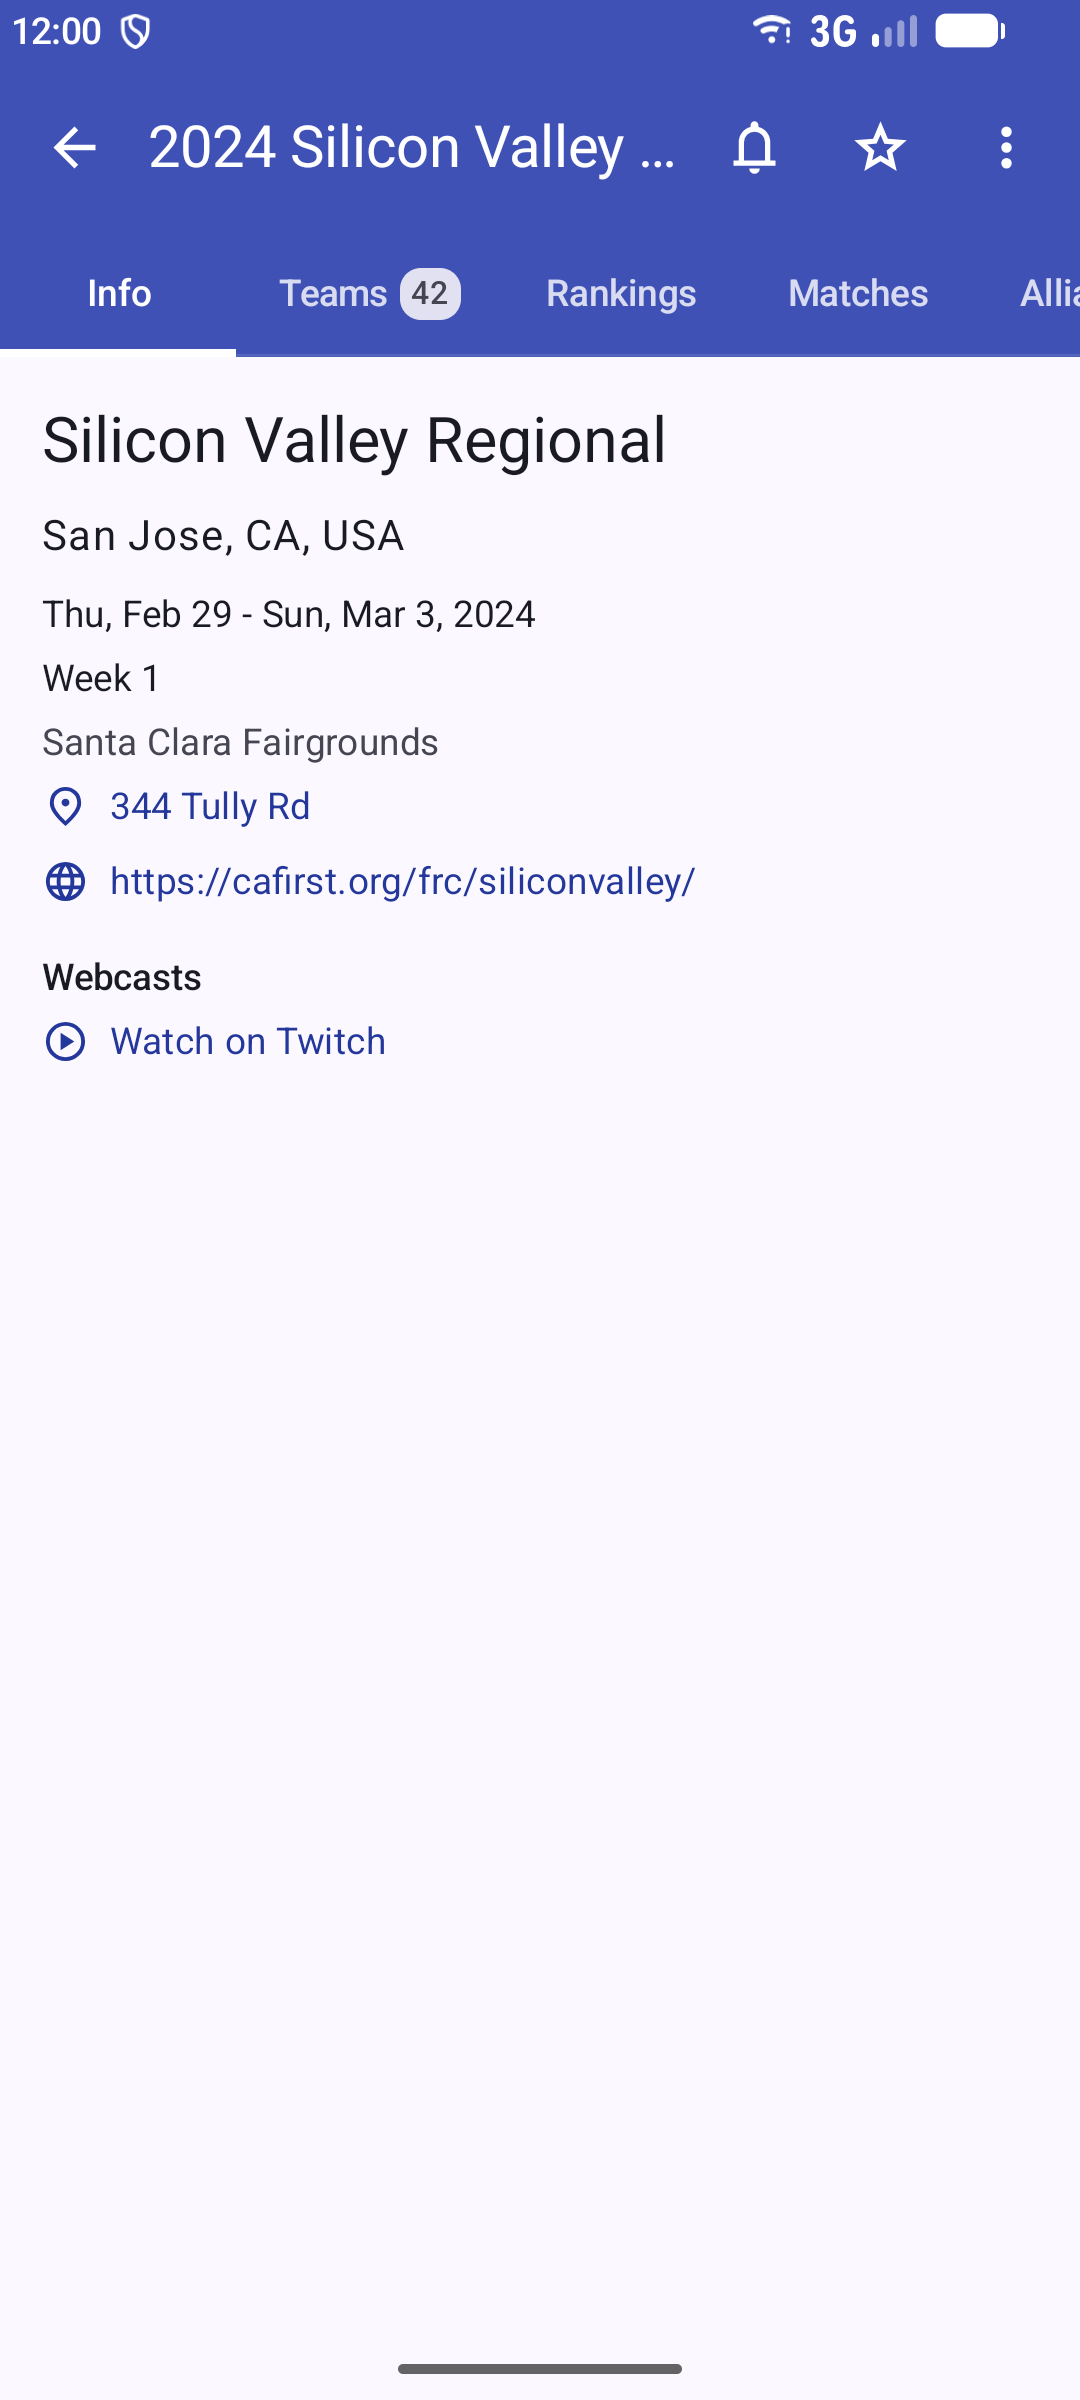 12:00
3G
2024 Silicon Valley ...
Info
Teams 42
Rankings
Matches
Allia
Silicon Valley Regional
San Jose, CA, USA
Thu, Feb 29 - Sun, Mar 3, 2024
Week 1
Santa Clara Fairgrounds
344 Tully Rd
https://cafirst.org/frc/siliconvalley/
Webcasts
Watch on Twitch